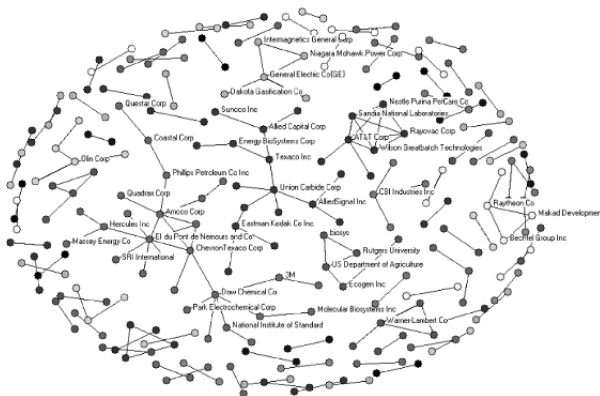 Intermagnetics General Corp
Niagara Mohawk Power Corp
General Electric Co(GE)
Dakota Gasification Co
Questar Corp
Sunoco Inc
Nestle Purina PetCare Co
Sandia National Laboratories
Allied Capital Corp
AT&T Corp
Rayovac Corp
Coastal Corp
Energy BioSystems Corp
Wilson Greatbatch Technologies
Olin Corp
Texaco Inc
Philips Petroleum Co Inc
Quadrax Corp
Union Carbide Corp
CBI Industries Inc
Amoco Corp
AlliedSignal Inc
Raytheon Co
Makad Developmen
Hercules Inc
Eastman Kodak Co Inc
EI du Pont de Nemours and Co
biosys
Bechtel Group Inc
Massey Energy Co
ChevronTexaco Corp
Rutgers University
SRI International
US Department of Agriculture
3M
Ecogen Inc
Dow Chemical Co
Park Electrochemical Corp
Molecular Biosystems Inc
National Institute of Standard
Warner-Lambert Co